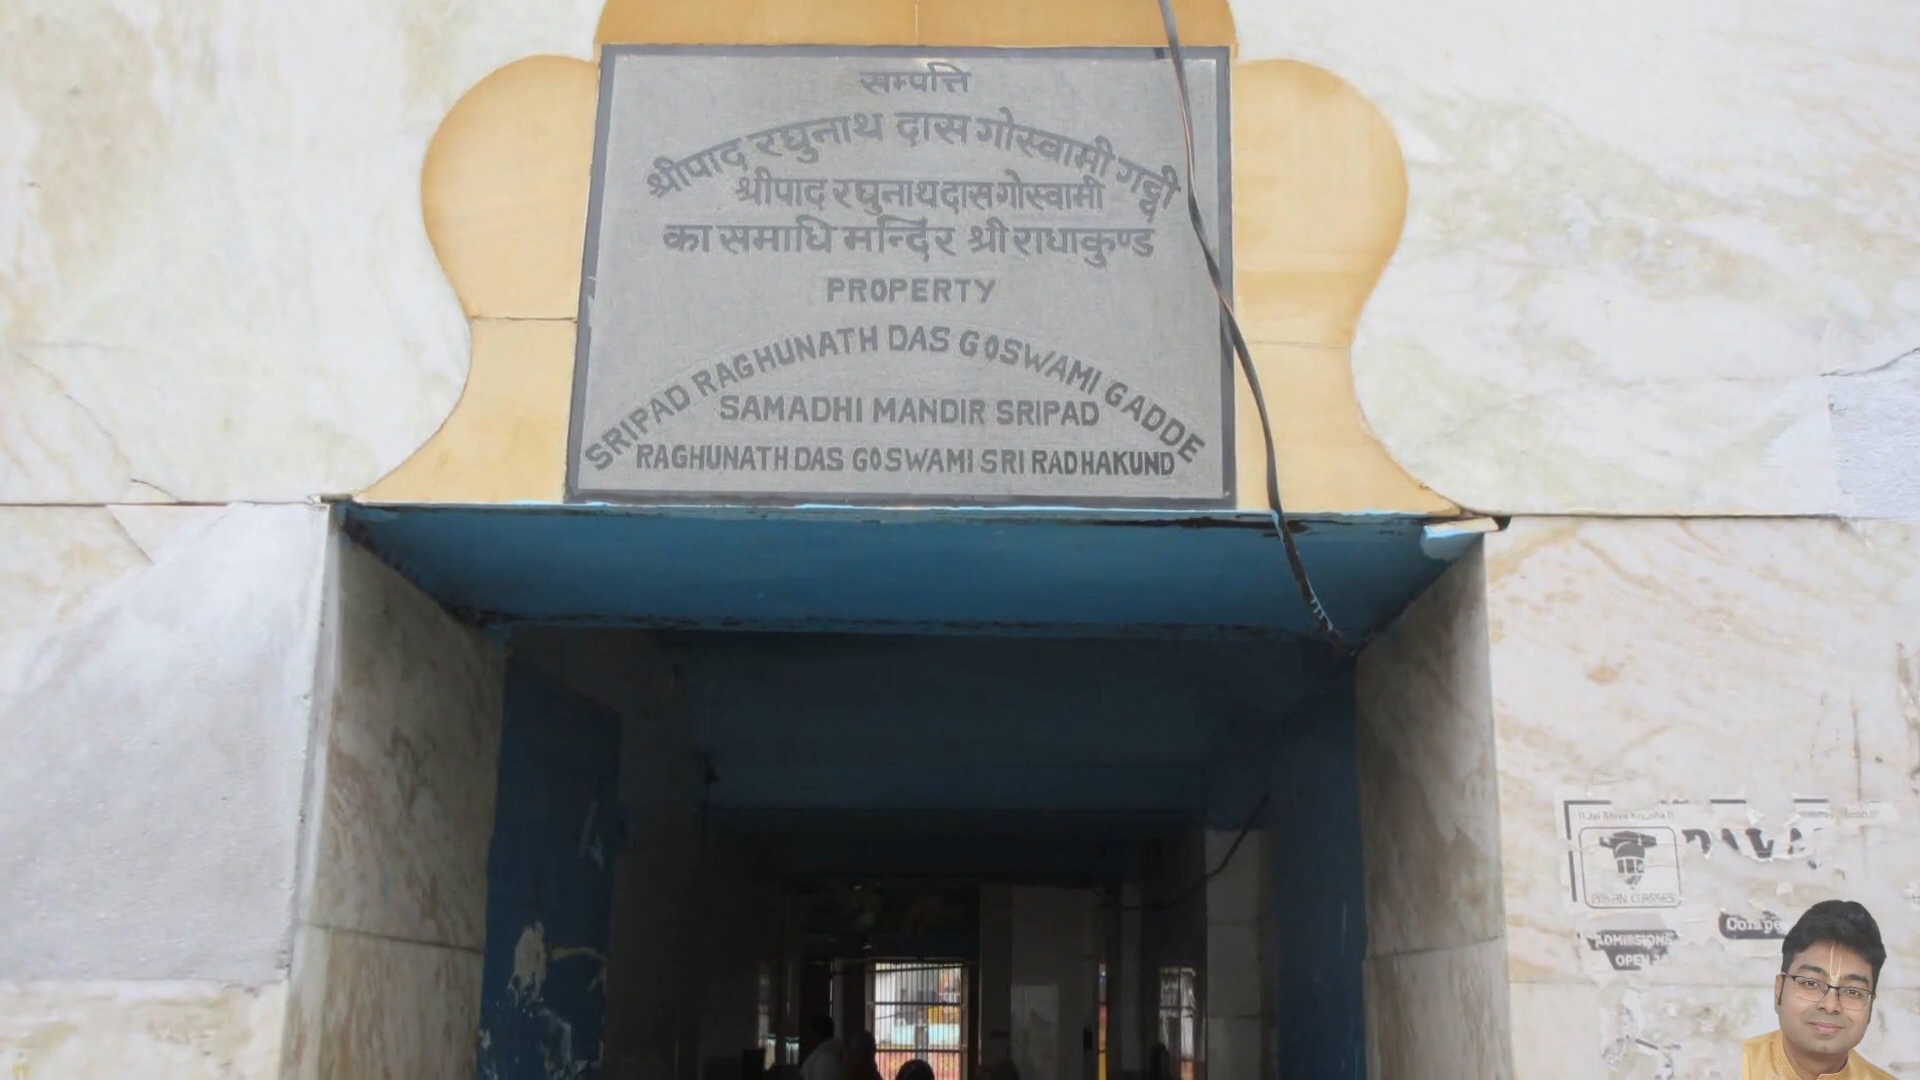 सम्पत्ति
श्रीपाद रघुनाथ दास गोस्वामी गद्दी
श्रीपाद रघुनाथदास गोस्वामी
का समाधि मन्दिर श्री राधाकुण्ड
PROPERTY
SRIPAD RAGHUNATH DAS GOSWAMI GADDE
SAMADHI MANDIR SRIPAD
RAGHUNATH DAS GOSWAMI SRI RADHAKUND
CLASSES
ADMISSIONS
OPEN